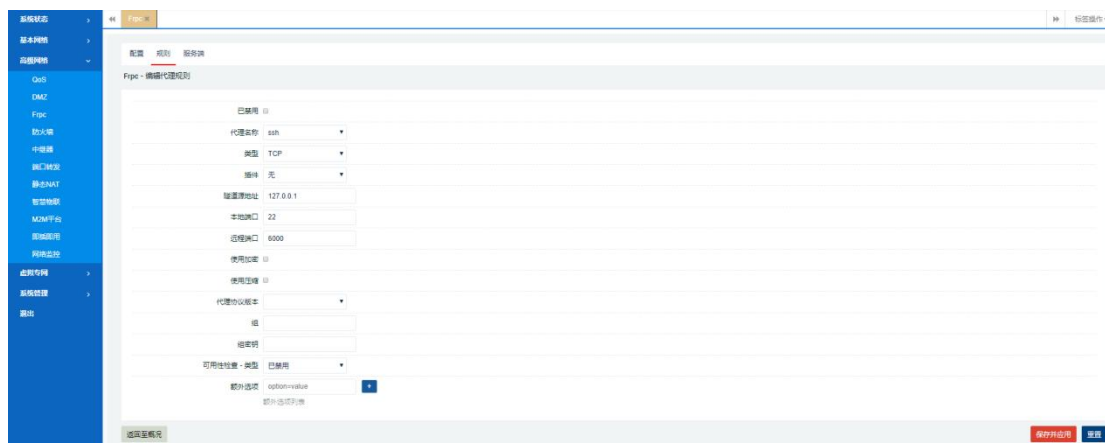 系统状态
基本网络
高级网络
QoS
DMZ
Frpc
防火墙
中继器
端口转发
静态NAT
智慧物联
M2M平台
即插即用
网络监控
虚拟专网
系统管理
退出
Frpc
标签操作
配置 规则 服务端
Frpc - 编辑代理规则
已禁用
代理名称 ssh
类型 TCP
插件 无
隧道源地址 127.0.0.1
本地端口 22
远程端口 6000
使用加密
使用压缩
代理协议版本
组
组密钥
可用性检查 - 类型 已禁用
额外选项 option=value +
额外选项列表
返回至概况
保存并应用 重置